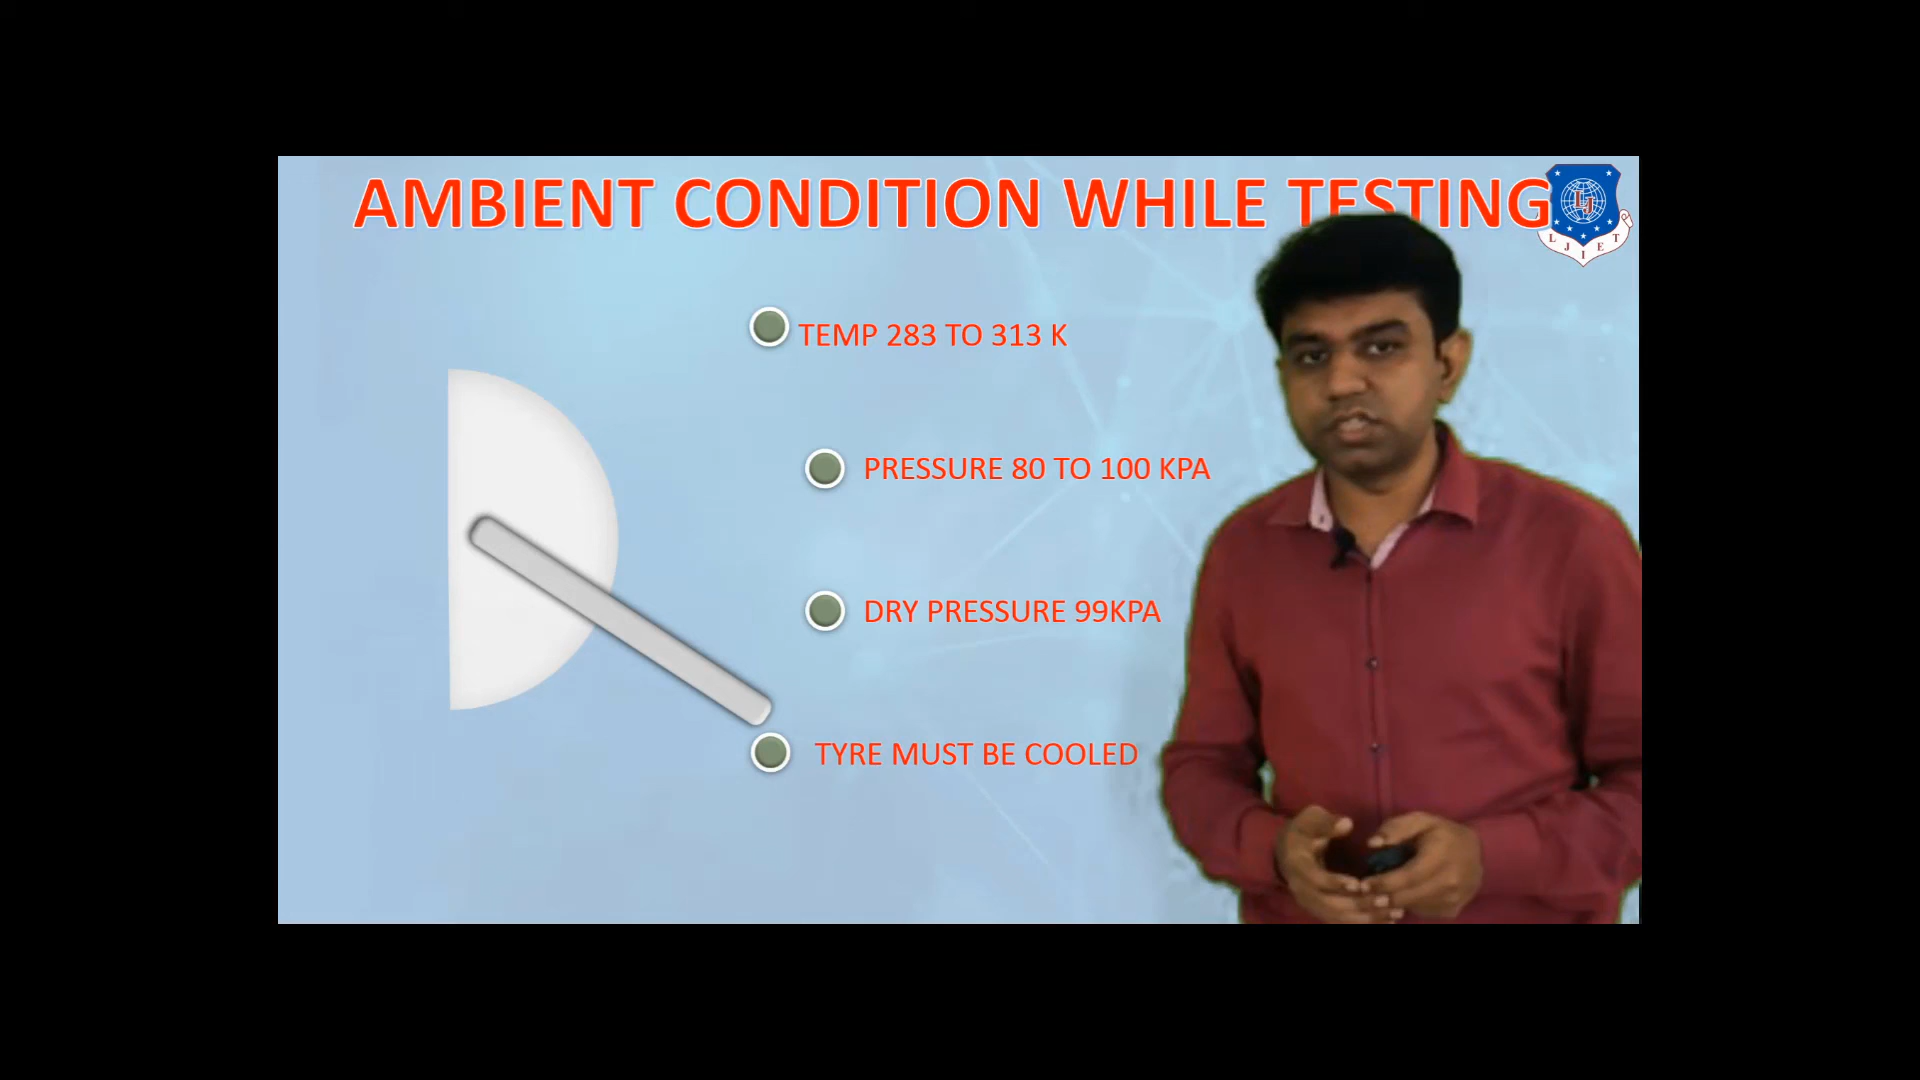 AMBIENT CONDITION WHILE TESTING
LJ
L J I E T
TEMP 283 TO 313 K
PRESSURE 80 TO 100 KPA
DRY PRESSURE 99KPA
TYRE MUST BE COOLED